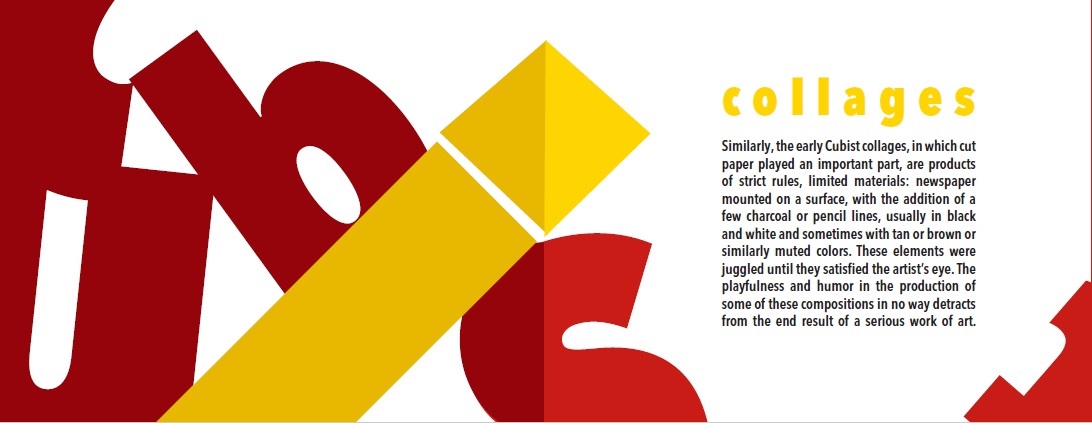 collages
Similarly, the early Cubist collages, in which cut
paper played an important part, are products
of strict rules, limited materials: newspaper
mounted on a surface, with the addition of a
few charcoal or pencil lines, usually in black
and white and sometimes with tan or brown or
similarly muted colors. These elements were
juggled until they satisfied the artist's eye. The
playfulness and humor in the production of
some of these compositions in no way detracts
from the end result of a serious work of art.